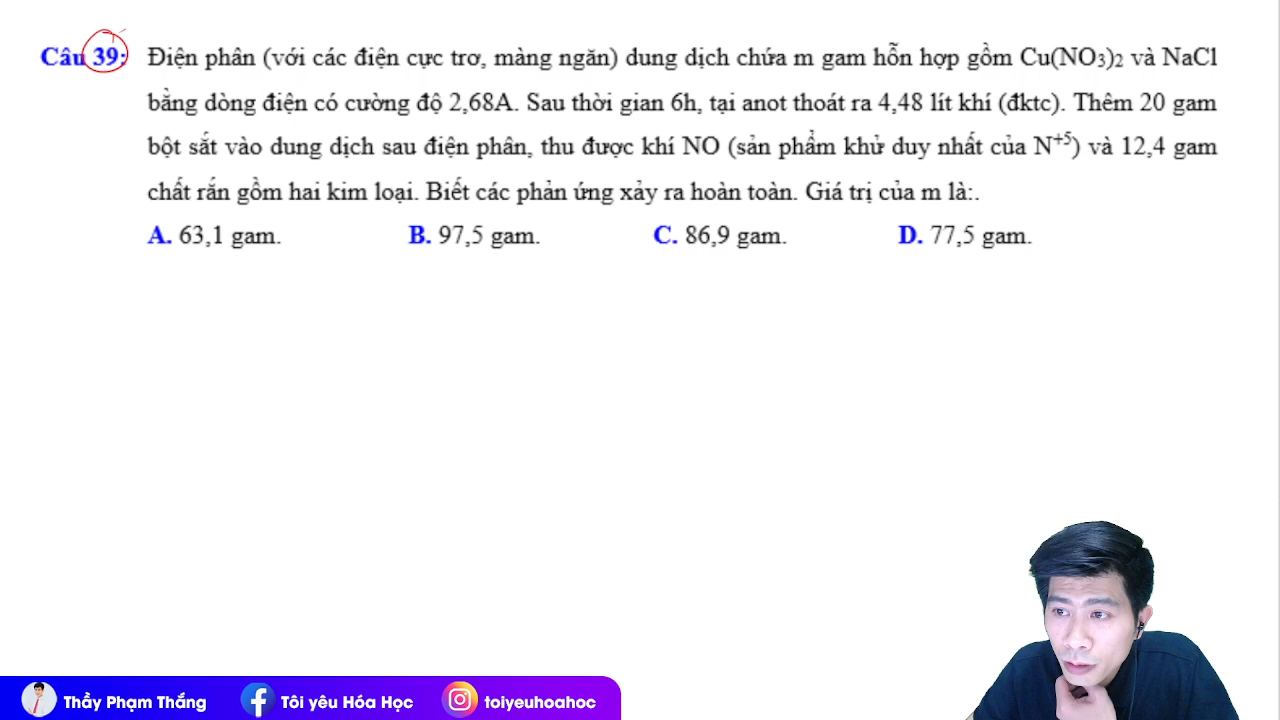 Câu 39: Điện phân (với các điện cực trơ, màng ngăn) dung dịch chứa m gam hỗn hợp gồm Cu(NO₃)₂ và NaCl
bằng dòng điện có cường độ 2,68A. Sau thời gian 6h, tại anot thoát ra 4,48 lít khí (đktc). Thêm 20 gam
bột sắt vào dung dịch sau điện phân, thu được khí NO (sản phẩm khử duy nhất của N⁺⁵) và 12,4 gam
chất rắn gồm hai kim loại. Biết các phản ứng xảy ra hoàn toàn. Giá trị của m là:.
A. 63,1 gam. B. 97,5 gam. C. 86,9 gam. D. 77,5 gam.
Thầy Phạm Thắng Tôi yêu Hóa Học toiyeuhoahoc